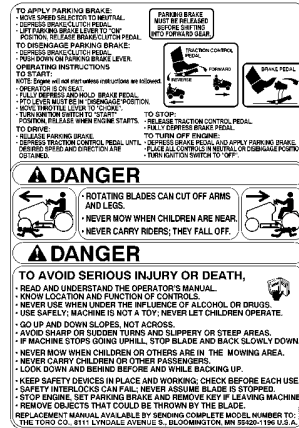 TO APPLY PARKING BRAKE:
• MOVE SPEED SELECTOR TO NEUTRAL.
• DEPRESS BRAKE/CLUTCH PEDAL.
• LIFT PARKING BRAKE LEVER TO "ON"
POSITION, RELEASE BRAKE/CLUTCH PEDAL.
TO DISENGAGE PARKING BRAKE:
• DEPRESS BRAKE/CLUTCH PEDAL.
• PUSH DOWN ON PARKING BRAKE LEVER.
OPERATING INSTRUCTIONS
TO START:
NOTE: Engine will not start unless instructions are followed.
• OPERATOR IS ON SEAT.
• FULLY DEPRESS AND HOLD BRAKE PEDAL.
• PTO LEVER MUST BE IN "DISENGAGE" POSITION.
• MOVE THROTTLE LEVER TO "CHOKE".
• TURN IGNITION SWITCH TO "START"
POSITION, RELEASE WHEN ENGINE STARTS.
TO DRIVE:
• RELEASE PARKING BRAKE.
• DEPRESS TRACTION CONTROL PEDAL UNTIL
DESIRED SPEED AND DIRECTION ARE
OBTAINED.
PARKING BRAKE
MUST BE RELEASED
BEFORE SHIFTING
INTO FORWARD GEAR.
TRACTION CONTROL
PEDAL
FORWARD
REVERSE
BRAKE PEDAL
TO STOP:
• RELEASE TRACTION CONTROL PEDAL.
• FULLY DEPRESS BRAKE PEDAL.
TO TURN OFF ENGINE:
• DEPRESS BRAKE PEDAL AND APPLY PARKING BRAKE.
• PLACE ALL CONTROLS IN NEUTRAL OR DISENGAGE POSITIO
• TURN IGNITION SWITCH TO "OFF".
DANGER
• ROTATING BLADES CAN CUT OFF ARMS
AND LEGS.
• NEVER MOW WHEN CHILDREN ARE NEAR.
• NEVER CARRY RIDERS; THEY FALL OFF.
DANGER
TO AVOID SERIOUS INJURY OR DEATH,
• READ AND UNDERSTAND THE OPERATOR'S MANUAL.
• KNOW LOCATION AND FUNCTION OF CONTROLS.
• NEVER USE WHEN UNDER THE INFLUENCE OF ALCOHOL OR DRUGS.
• USE SAFELY; MACHINE IS NOT A TOY; NEVER LET CHILDREN OPERATE.
• GO UP AND DOWN SLOPES, NOT ACROSS.
• AVOID SHARP OR SUDDEN TURNS AND SLIPPERY OR STEEP AREAS.
• IF MACHINE STOPS GOING UPHILL, STOP BLADE AND BACK SLOWLY DOWN
• NEVER MOW WHEN CHILDREN OR OTHERS ARE IN THE MOWING AREA.
• NEVER CARRY CHILDREN OR OTHER PASSENGERS.
• LOOK DOWN AND BEHIND BEFORE AND WHILE BACKING UP.
• KEEP SAFETY DEVICES IN PLACE AND WORKING; CHECK BEFORE EACH USE
• SAFETY INTERLOCKS CAN FAIL; NEVER ASSUME BLADE IS STOPPED.
• STOP ENGINE, SET PARKING BRAKE AND REMOVE KEY IF LEAVING MACHINE
• REMOVE OBJECTS THAT COULD BE THROWN BY THE BLADE.
REPLACEMENT MANUAL AVAILABLE BY SENDING COMPLETE MODEL NUMBER TO:
THE TORO CO., 8111 LYNDALE AVENUE S., BLOOMINGTON, MN 55420-1196 U.S.A.